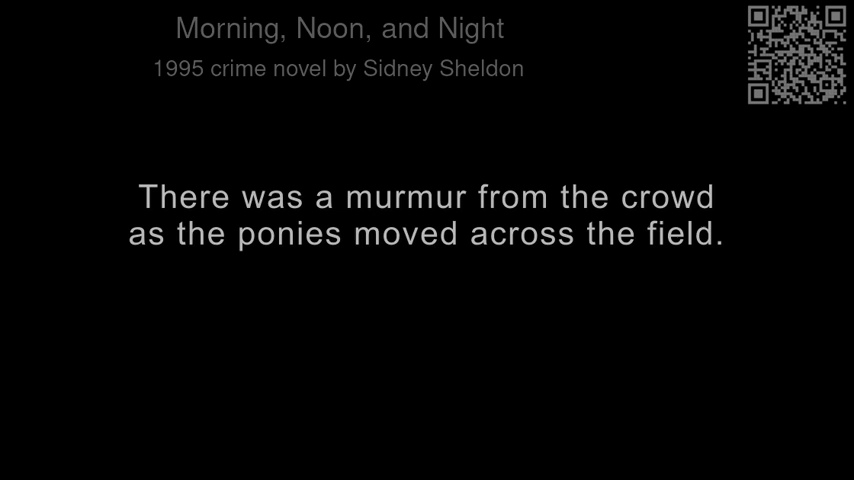 Morning, Noon, and Night
1995 crime novel by Sidney Sheldon
There was a murmur from the crowd
as the ponies moved across the field.